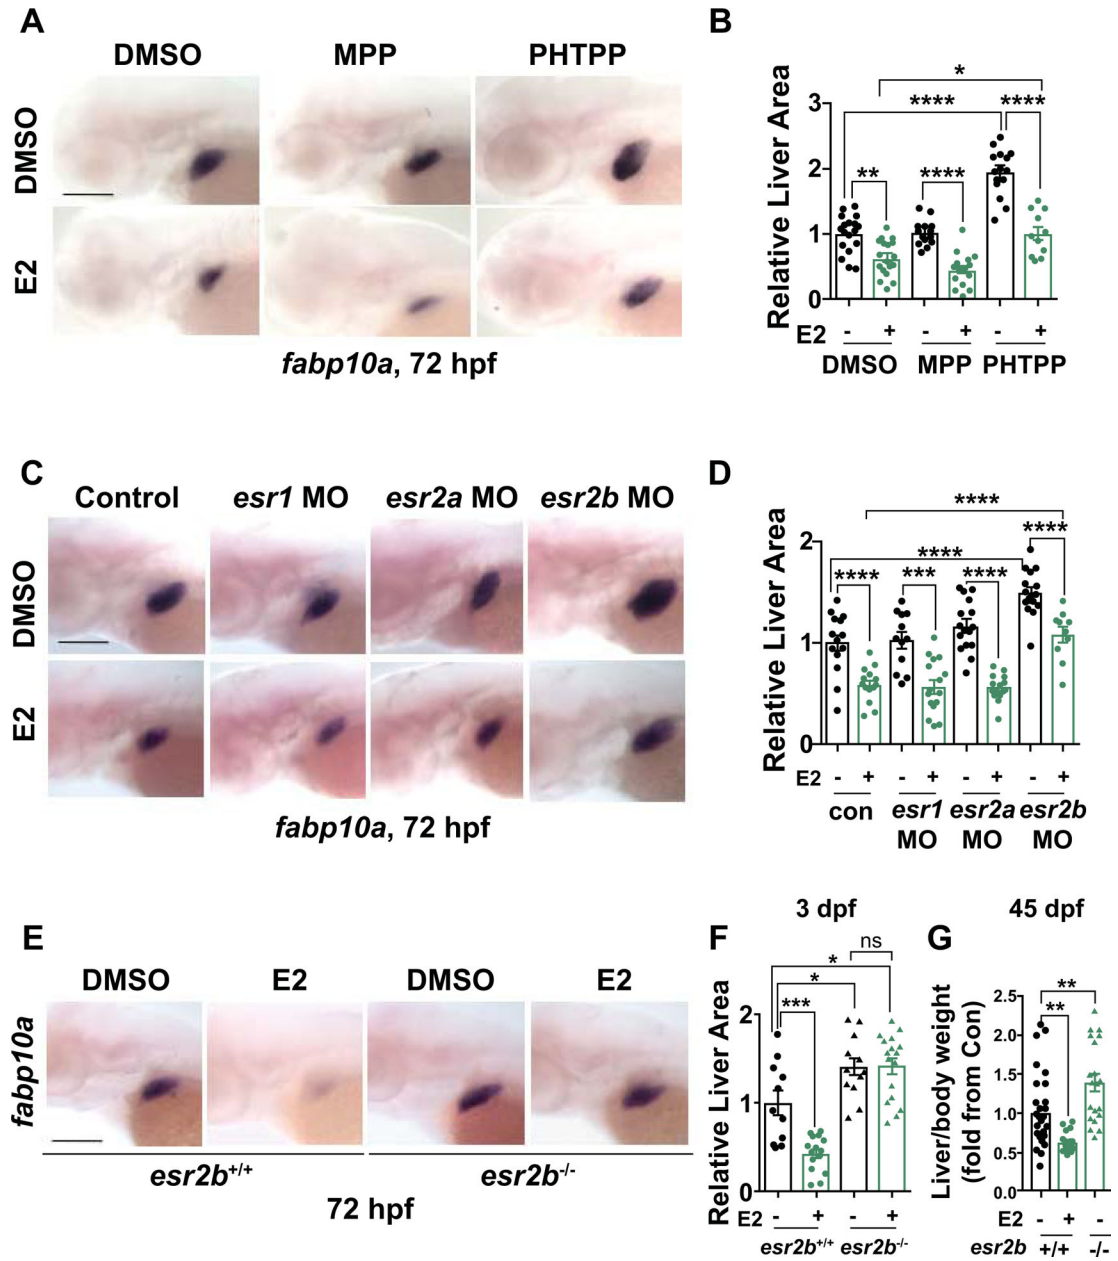 A
DMSO MPP PHTPP
DMSO
E2
fabp10a, 72 hpf
B
Relative Liver Area
3
2
1
0
*
**** ****
** ****
E2 - + - + - +
DMSO MPP PHTPP
C
Control esr1 MO esr2a MO esr2b MO
DMSO
E2
fabp10a, 72 hpf
D
Relative Liver Area
2
1
0
****
**** ****
**** *** ****
E2 - + - + - + - +
con esr1 MO esr2a MO esr2b MO
E
DMSO E2 DMSO E2
fabp10a
esr2b+/+ esr2b-/-
72 hpf
3 dpf
F
Relative Liver Area
2
1
0
ns
*
*
***
E2 - + - +
esr2b+/+ esr2b-/-
45 dpf
G
Liver/body weight
(fold from Con)
2.5
2.0
1.5
1.0
0.5
0.0
**
**
E2 - + -
esr2b +/+ -/-